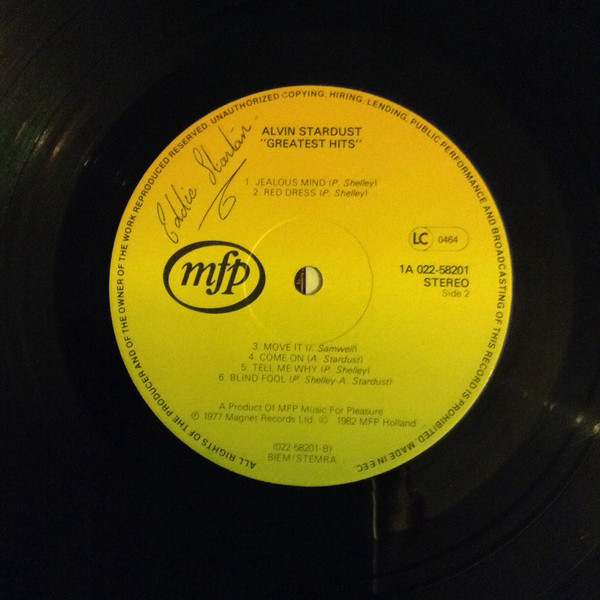 ALL RIGHTS OF THE PRODUCER AND OF THE OWNER OF THE WORK REPRODUCED RESERVED. UNAUTHORIZED COPYING, HIRING, LENDING, PUBLIC PERFORMANCE AND BROADCASTING OF THIS RECORD IS PROHIBITED. MADE IN EEC.
Eddie
6
ALVIN STARDUST
"GREATEST HITS"
1. JEALOUS MIND (P. Shelley)
2. RED DRESS (P. Shelley)
LC 0464
mfp
1A 022-58201
STEREO
Side 2
3. MOVE IT (I. Samwell)
4. COME ON (A. Stardust)
5. TELL ME WHY (P. Shelley)
6. BLIND FOOL (P. Shelley-A. Stardust)
A Product Of MFP Music For Pleasure
℗ 1977 Magnet Records Ltd © 1982 MFP Holland
(022-58201-B)
BIEM/STEMRA